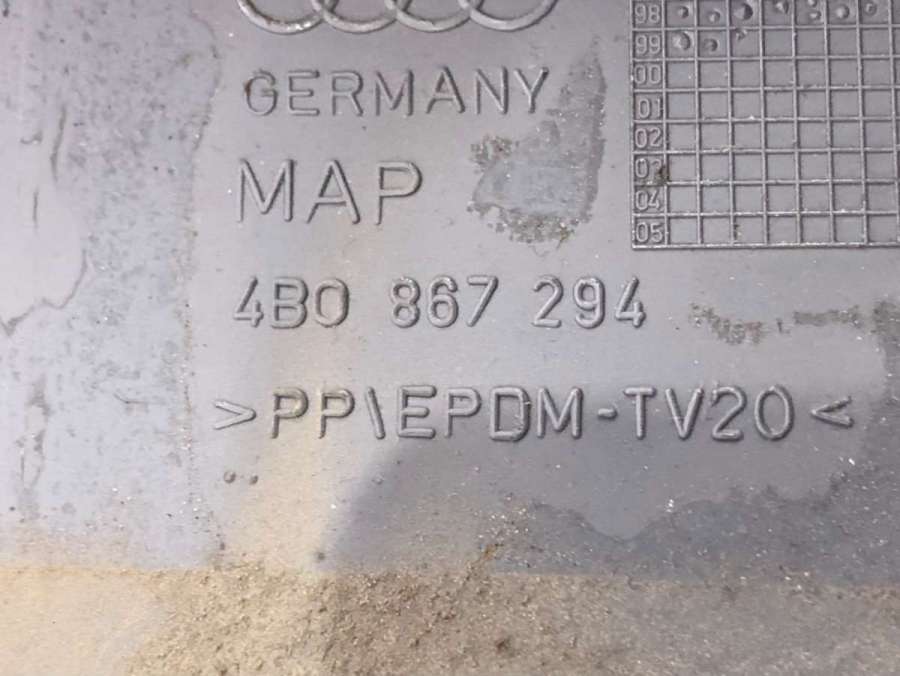 98
99
00
GERMANY
01
02
MAP
03
04
05
4B0 867 294
>PP\EPDM-TV20<